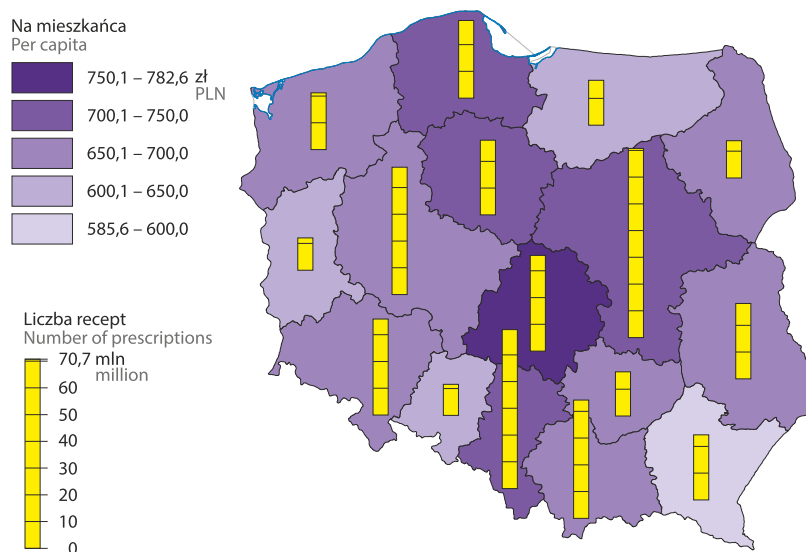 Na mieszkańca
Per capita
750,1 – 782,6 zł
PLN
700,1 – 750,0
650,1 – 700,0
600,1 – 650,0
585,6 – 600,0
Liczba recept
Number of prescriptions
70,7 mln
million
60
50
40
30
20
10
0